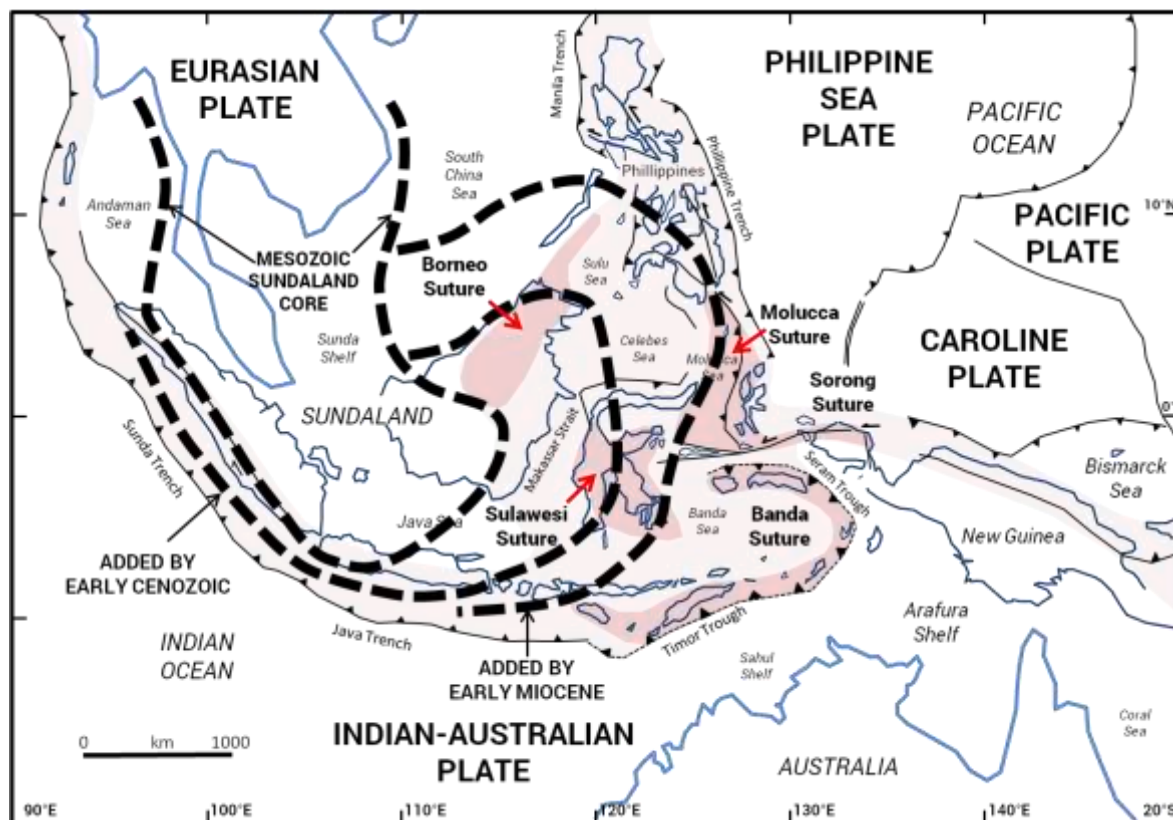 EURASIAN
PLATE
PHILIPPINE
SEA
PLATE
PACIFIC
OCEAN
Manila Trench
Phillippine Trench
South
China
Sea
Phillippines
Andaman
Sea
10°N
PACIFIC
PLATE
MESOZOIC
SUNDALAND
CORE
Borneo
Suture
Sulu
Sea
Molucca
Suture
Sunda
Shelf
Celebes
Sea
Molucca
Sea
CAROLINE
PLATE
Sorong
Suture
SUNDALAND
0°
Sunda Trench
Makassar Strait
Seram Trough
Bismarck
Sea
Java Sea
Sulawesi
Suture
Banda
Sea
Banda
Suture
New Guinea
ADDED BY
EARLY CENOZOIC
Arafura
Shelf
INDIAN
OCEAN
Java Trench
Timor Trough
ADDED BY
EARLY MIOCENE
Sahul
Shelf
Coral
Sea
INDIAN-AUSTRALIAN
PLATE
0 km 1000
AUSTRALIA
90°E 100°E 110°E 120°E 130°E 140°E 20°S